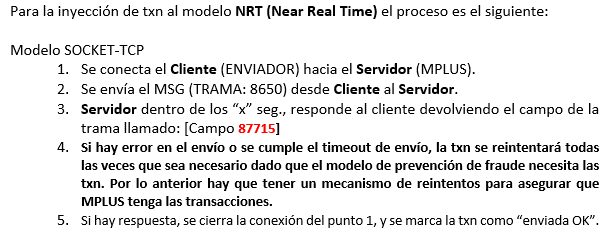 Para la inyección de txn al modelo NRT (Near Real Time) el proceso es el siguiente:
Modelo SOCKET-TCP
1. Se conecta el Cliente (ENVIADOR) hacia el Servidor (MPLUS).
2. Se envía el MSG (TRAMA: 8650) desde Cliente al Servidor.
3. Servidor dentro de los “x” seg., responde al cliente devolviendo el campo de la
trama llamado: [Campo 87715]
4. Si hay error en el envío o se cumple el timeout de envío, la txn se reintentará todas
las veces que sea necesario dado que el modelo de prevención de fraude necesita las
txn. Por lo anterior hay que tener un mecanismo de reintentos para asegurar que
MPLUS tenga las transacciones.
5. Si hay respuesta, se cierra la conexión del punto 1, y se marca la txn como “enviada OK”.